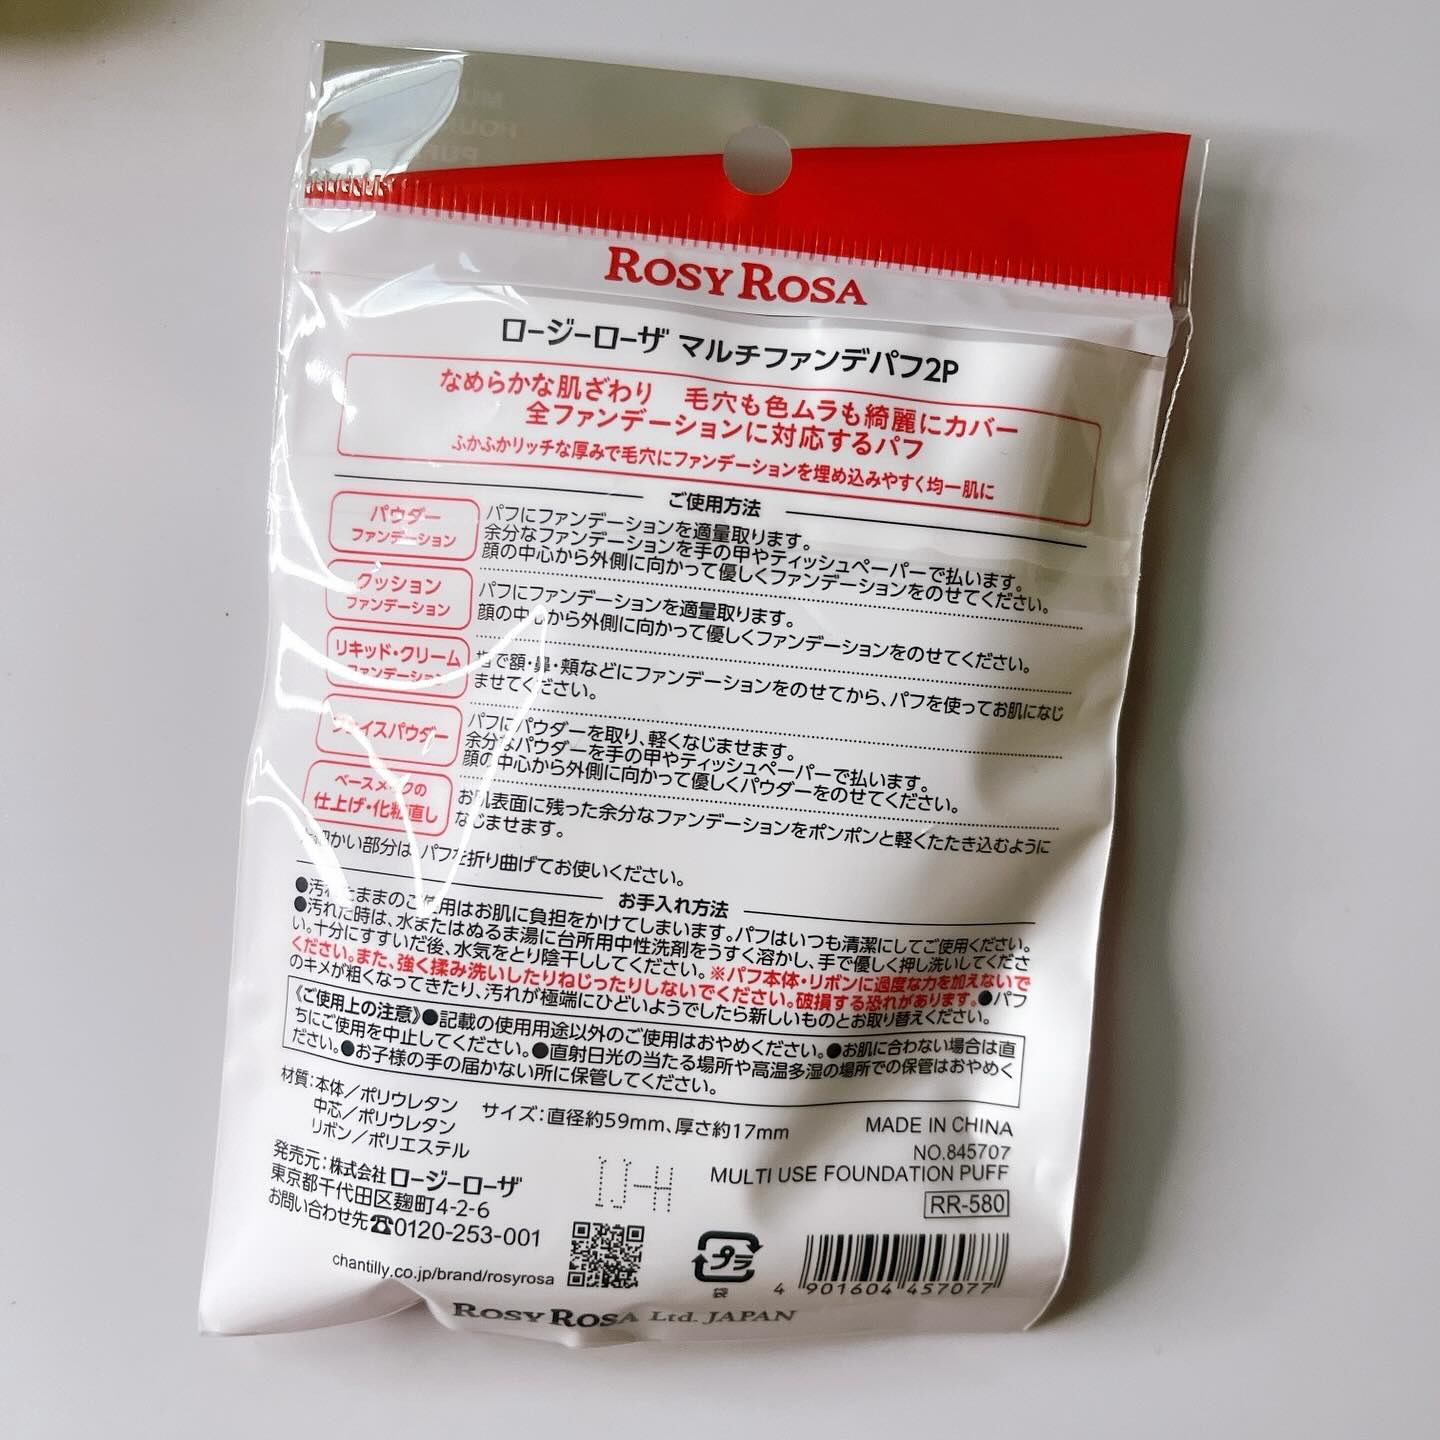 ROSY ROSA
ロージーローザ マルチファンデパフ2P
なめらかな肌ざわり 毛穴も色ムラも綺麗にカバー
全ファンデーションに対応するパフ
ふかふかリッチな厚みで毛穴にファンデーションを埋め込みやすく均一肌に
ご使用方法
パウダー
ファンデーション
パフにファンデーションを適量取ります。
余分なファンデーションを手の甲やティッシュペーパーで払います。
顔の中心から外側に向かって優しくファンデーションをのせてください。
クッション
ファンデーション
パフにファンデーションを適量取ります。
顔の中心から外側に向かって優しくファンデーションをのせてください。
リキッド・クリーム
ファンデーション
指で額・鼻・頬などにファンデーションをのせてから、パフを使ってお肌になじ
ませてください。
フェイスパウダー
パフにパウダーを取り、軽くなじませます。
余分なパウダーを手の甲やティッシュペーパーで払います。
顔の中心から外側に向かって優しくパウダーをのせてください。
ベースメイクの
仕上げ・化粧直し
お肌表面に残った余分なファンデーションをポンポンと軽くたたき込むように
なじませます。
細かい部分は、パフを折り曲げてお使いください。
お手入れ方法
●汚れたままのご使用はお肌に負担をかけてしまいます。パフはいつも清潔にしてご使用ください。
●汚れた時は、水またはぬるま湯に台所用中性洗剤をうすく溶かし、手で優しく押し洗いしてくださ
い。十分にすすいだ後、水気をとり陰干ししてください。※パフ本体・リボンに過度な力を加えないで
ください。また、強く揉み洗いしたりねじったりしないでください。破損する恐れがあります。●パフ
のキメが粗くなってきたり、汚れが極端にひどいようでしたら新しいものとお取り替えください。
《ご使用上の注意》●記載の使用用途以外のご使用はおやめください。●お肌に合わない場合は直
ちにご使用を中止してください。●直射日光の当たる場所や高温多湿の場所での保管はおやめく
ださい。●お子様の手の届かない所に保管してください。
材質：本体／ポリウレタン
中芯／ポリウレタン
リボン／ポリエステル
サイズ：直径約59mm、厚さ約17mm
発売元：株式会社 ロージーローザ
東京都千代田区麹町4-2-6
お問い合わせ先☎0120-253-001
chantilly.co.jp/brand/rosyrosa
IJ-H
MADE IN CHINA
NO.845707
MULTI USE FOUNDATION PUFF
RR-580
プラ
袋
4 901604 457077
ROSY ROSA Ltd. JAPAN